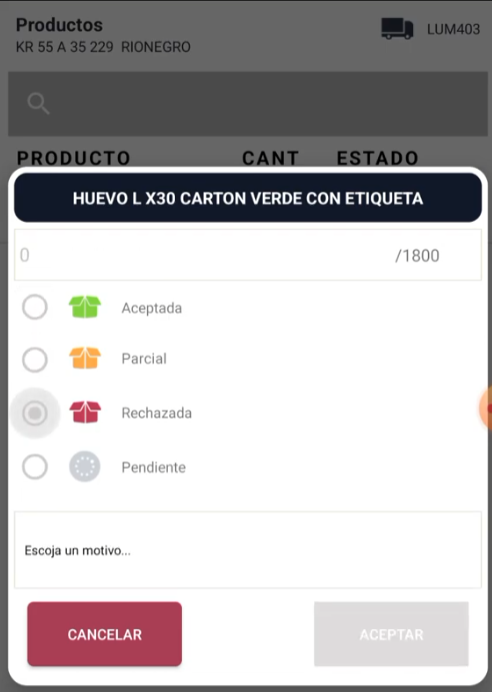 Productos
LUM403
KR 55 A 35 229 RIONEGRO
PRODUCTO CANT ESTADO
HUEVO L X30 CARTON VERDE CON ETIQUETA
0 /1800
Aceptada
Parcial
Rechazada
Pendiente
Escoja un motivo...
CANCELAR ACEPTAR